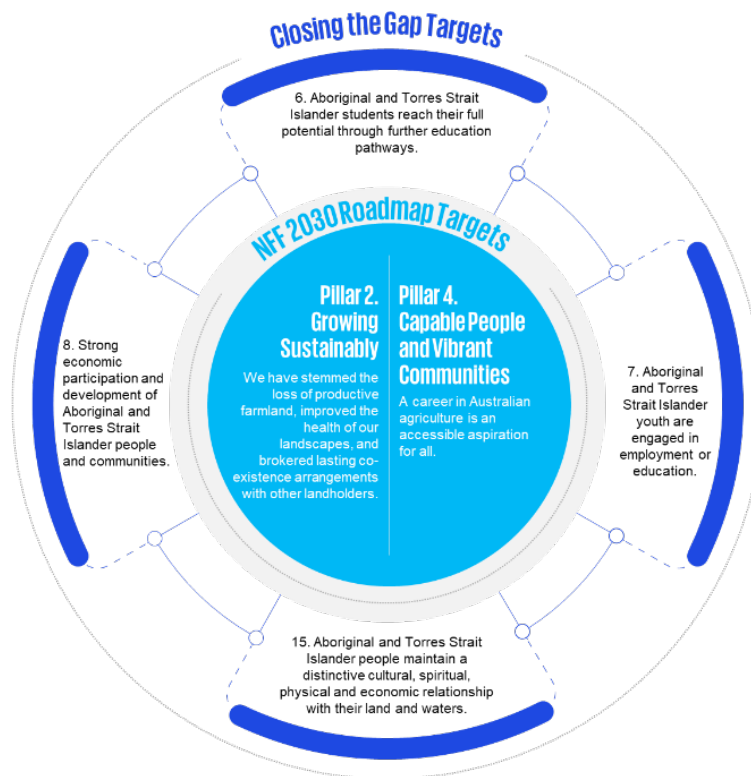 Closing the Gap Targets
6. Aboriginal and Torres Strait
Islander students reach their full
potential through further education
pathways.
NFF 2030 Roadmap Targets
Pillar 2.
Growing
Sustainably
We have stemmed the
loss of productive
farmland, improved the
health of our
landscapes, and
brokered lasting co-
existence arrangements
with other landholders.
Pillar 4.
Capable People
and Vibrant
Communities
A career in Australian
agriculture is an
accessible aspiration
for all.
8. Strong
economic
participation and
development of
Aboriginal and
Torres Strait
Islander people
and communities.
7. Aboriginal
and Torres
Strait Islander
youth are
engaged in
employment or
education.
15. Aboriginal and Torres Strait
Islander people maintain a
distinctive cultural, spiritual,
physical and economic relationship
with their land and waters.